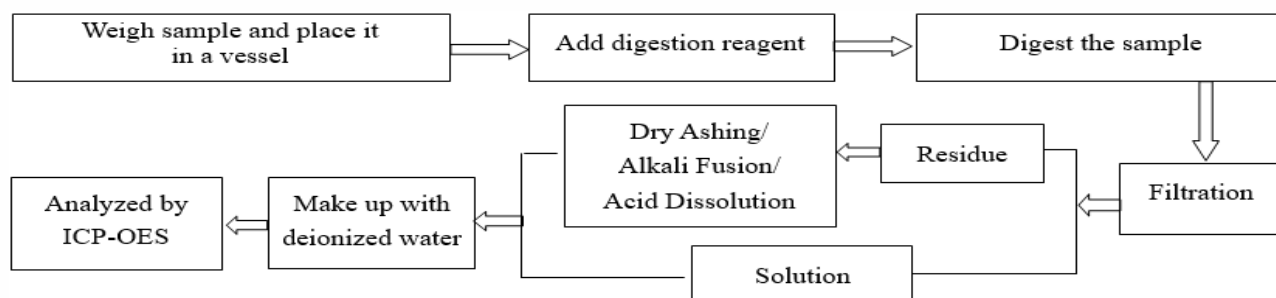 Weigh sample and place it
in a vessel
Add digestion reagent
Digest the sample
Filtration
Residue
Dry Ashing/
Alkali Fusion/
Acid Dissolution
Solution
Make up with
deionized water
Analyzed by
ICP-OES